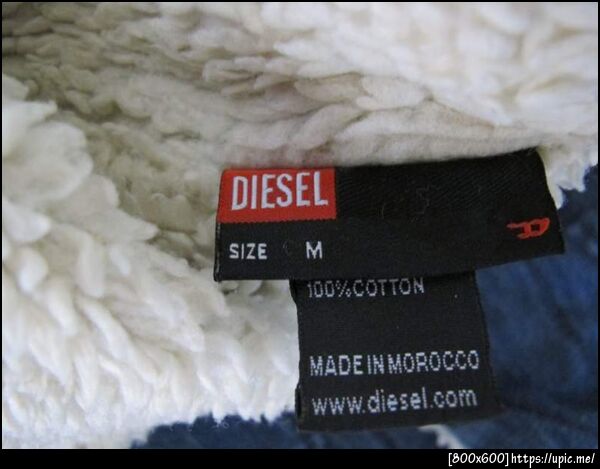 DIESEL
SIZE M
100%COTTON
MADE IN MOROCCO
www.diesel.com
[800x600]https://upic.me/